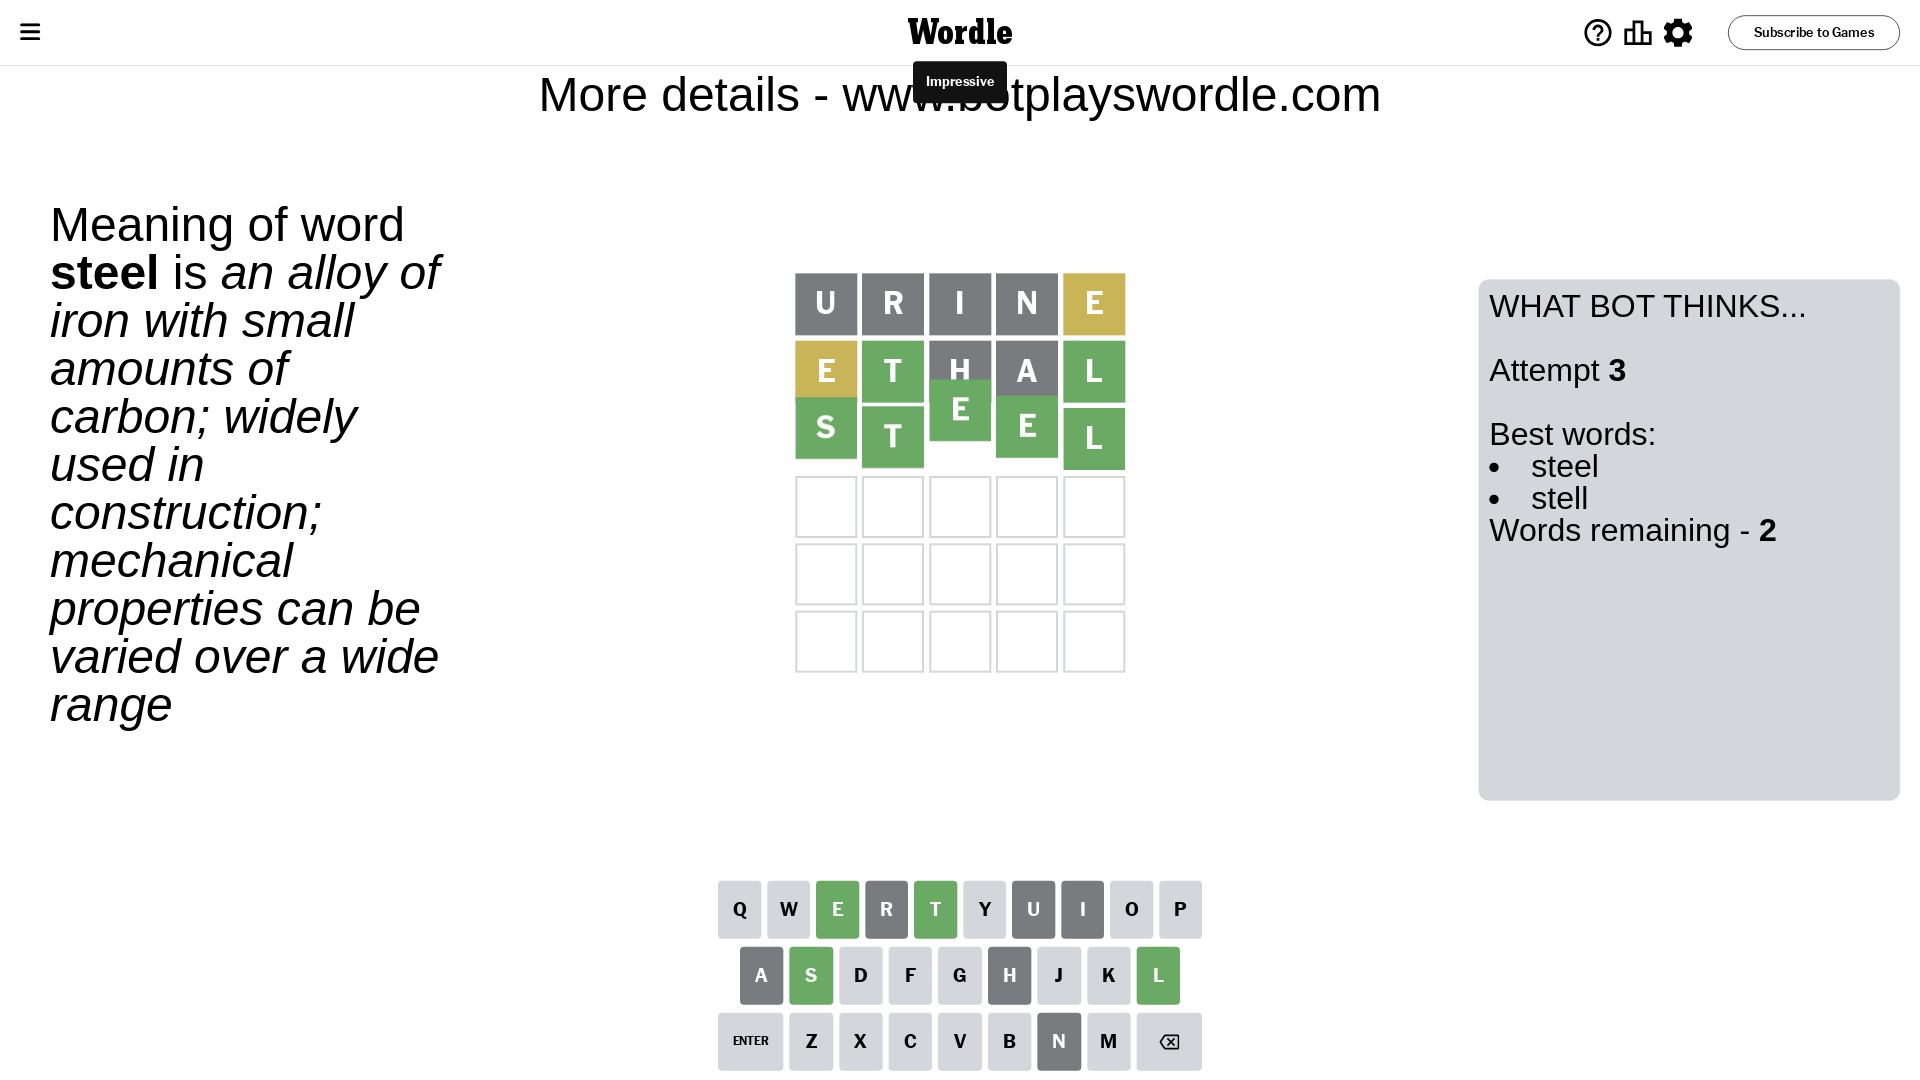 Wordle
Subscribe to Games
Impressive
More details - www.botplayswordle.com
Meaning of word
steel is an alloy of
iron with small
amounts of
carbon; widely
used in
construction;
mechanical
properties can be
varied over a wide
range
U R I N E
E T H A L
S T E E L
WHAT BOT THINKS...
Attempt 3
Best words:
• steel
• stell
Words remaining - 2
Q W E R T Y U I O P
A S D F G H J K L
ENTER Z X C V B N M